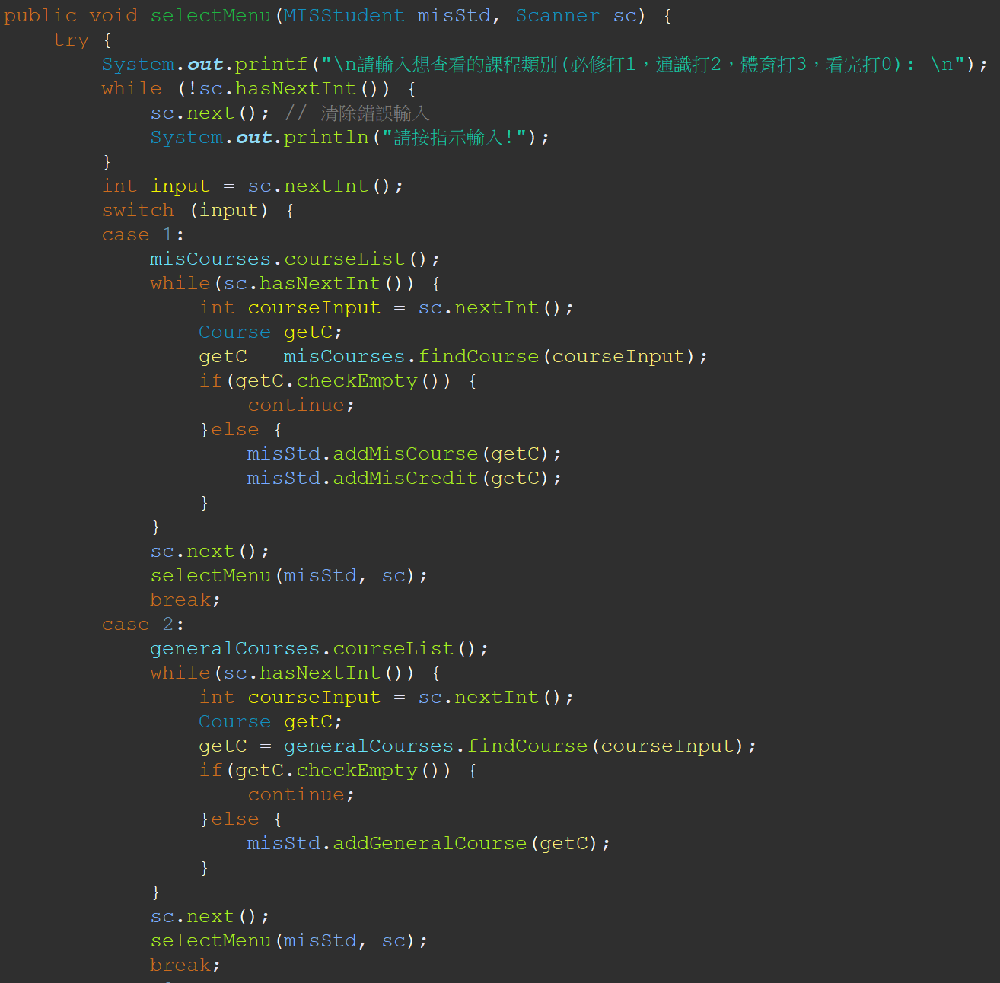 public void selectMenu(MISStudent misStd, Scanner sc) {
    try {
        System.out.printf("\n請輸入想查看的課程類別(必修打1，通識打2，體育打3，看完打0): \n");
        while (!sc.hasNextInt()) {
            sc.next(); // 清除錯誤輸入
            System.out.println("請按指示輸入!");
        }
        int input = sc.nextInt();
        switch (input) {
        case 1:
            misCourses.courseList();
            while(sc.hasNextInt()) {
                int courseInput = sc.nextInt();
                Course getC;
                getC = misCourses.findCourse(courseInput);
                if(getC.checkEmpty()) {
                    continue;
                }else {
                    misStd.addMisCourse(getC);
                    misStd.addMisCredit(getC);
                }
            }
            sc.next();
            selectMenu(misStd, sc);
            break;
        case 2:
            generalCourses.courseList();
            while(sc.hasNextInt()) {
                int courseInput = sc.nextInt();
                Course getC;
                getC = generalCourses.findCourse(courseInput);
                if(getC.checkEmpty()) {
                    continue;
                }else {
                    misStd.addGeneralCourse(getC);
                }
            }
            sc.next();
            selectMenu(misStd, sc);
            break;